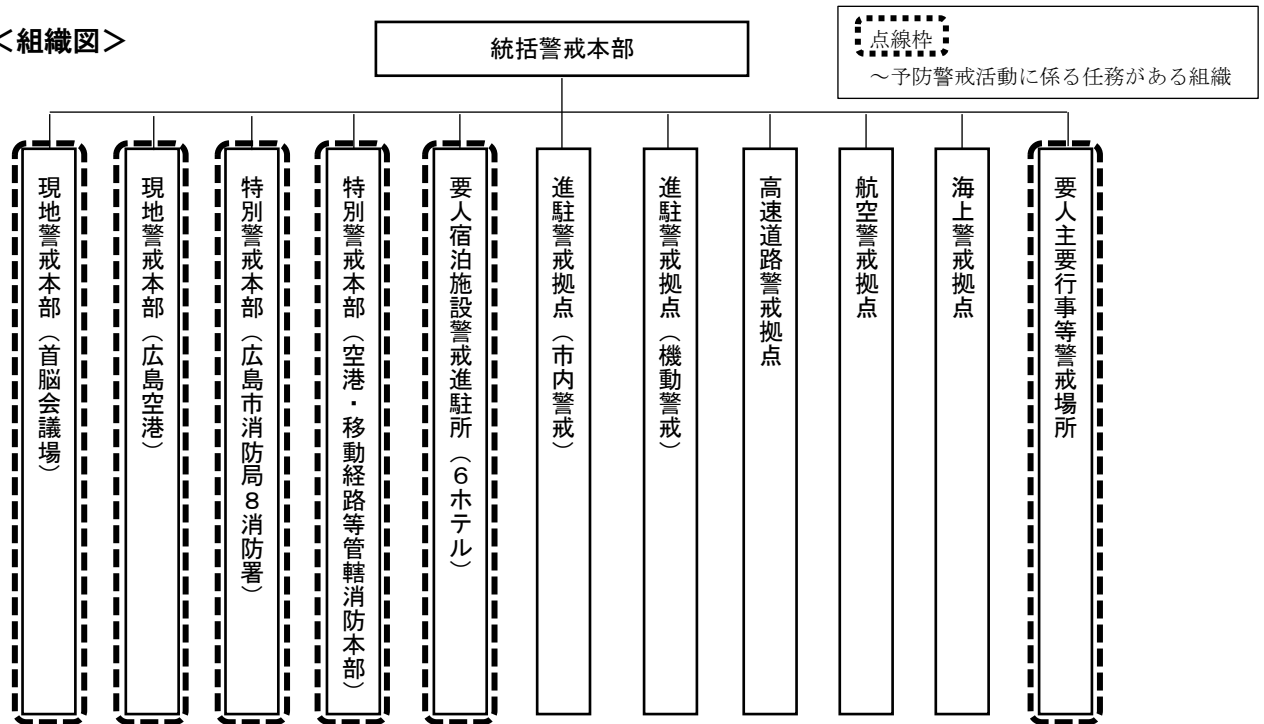 ＜組織図＞
統括警戒本部
点線枠
～予防警戒活動に係る任務がある組織
現地警戒本部（首脳会議場）
現地警戒本部（広島空港）
特別警戒本部（広島市消防局８消防署）
特別警戒本部（空港・移動経路等管轄消防本部）
要人宿泊施設警戒進駐所（６ホテル）
進駐警戒拠点（市内警戒）
進駐警戒拠点（機動警戒）
高速道路警戒拠点
航空警戒拠点
海上警戒拠点
要人主要行事等警戒場所